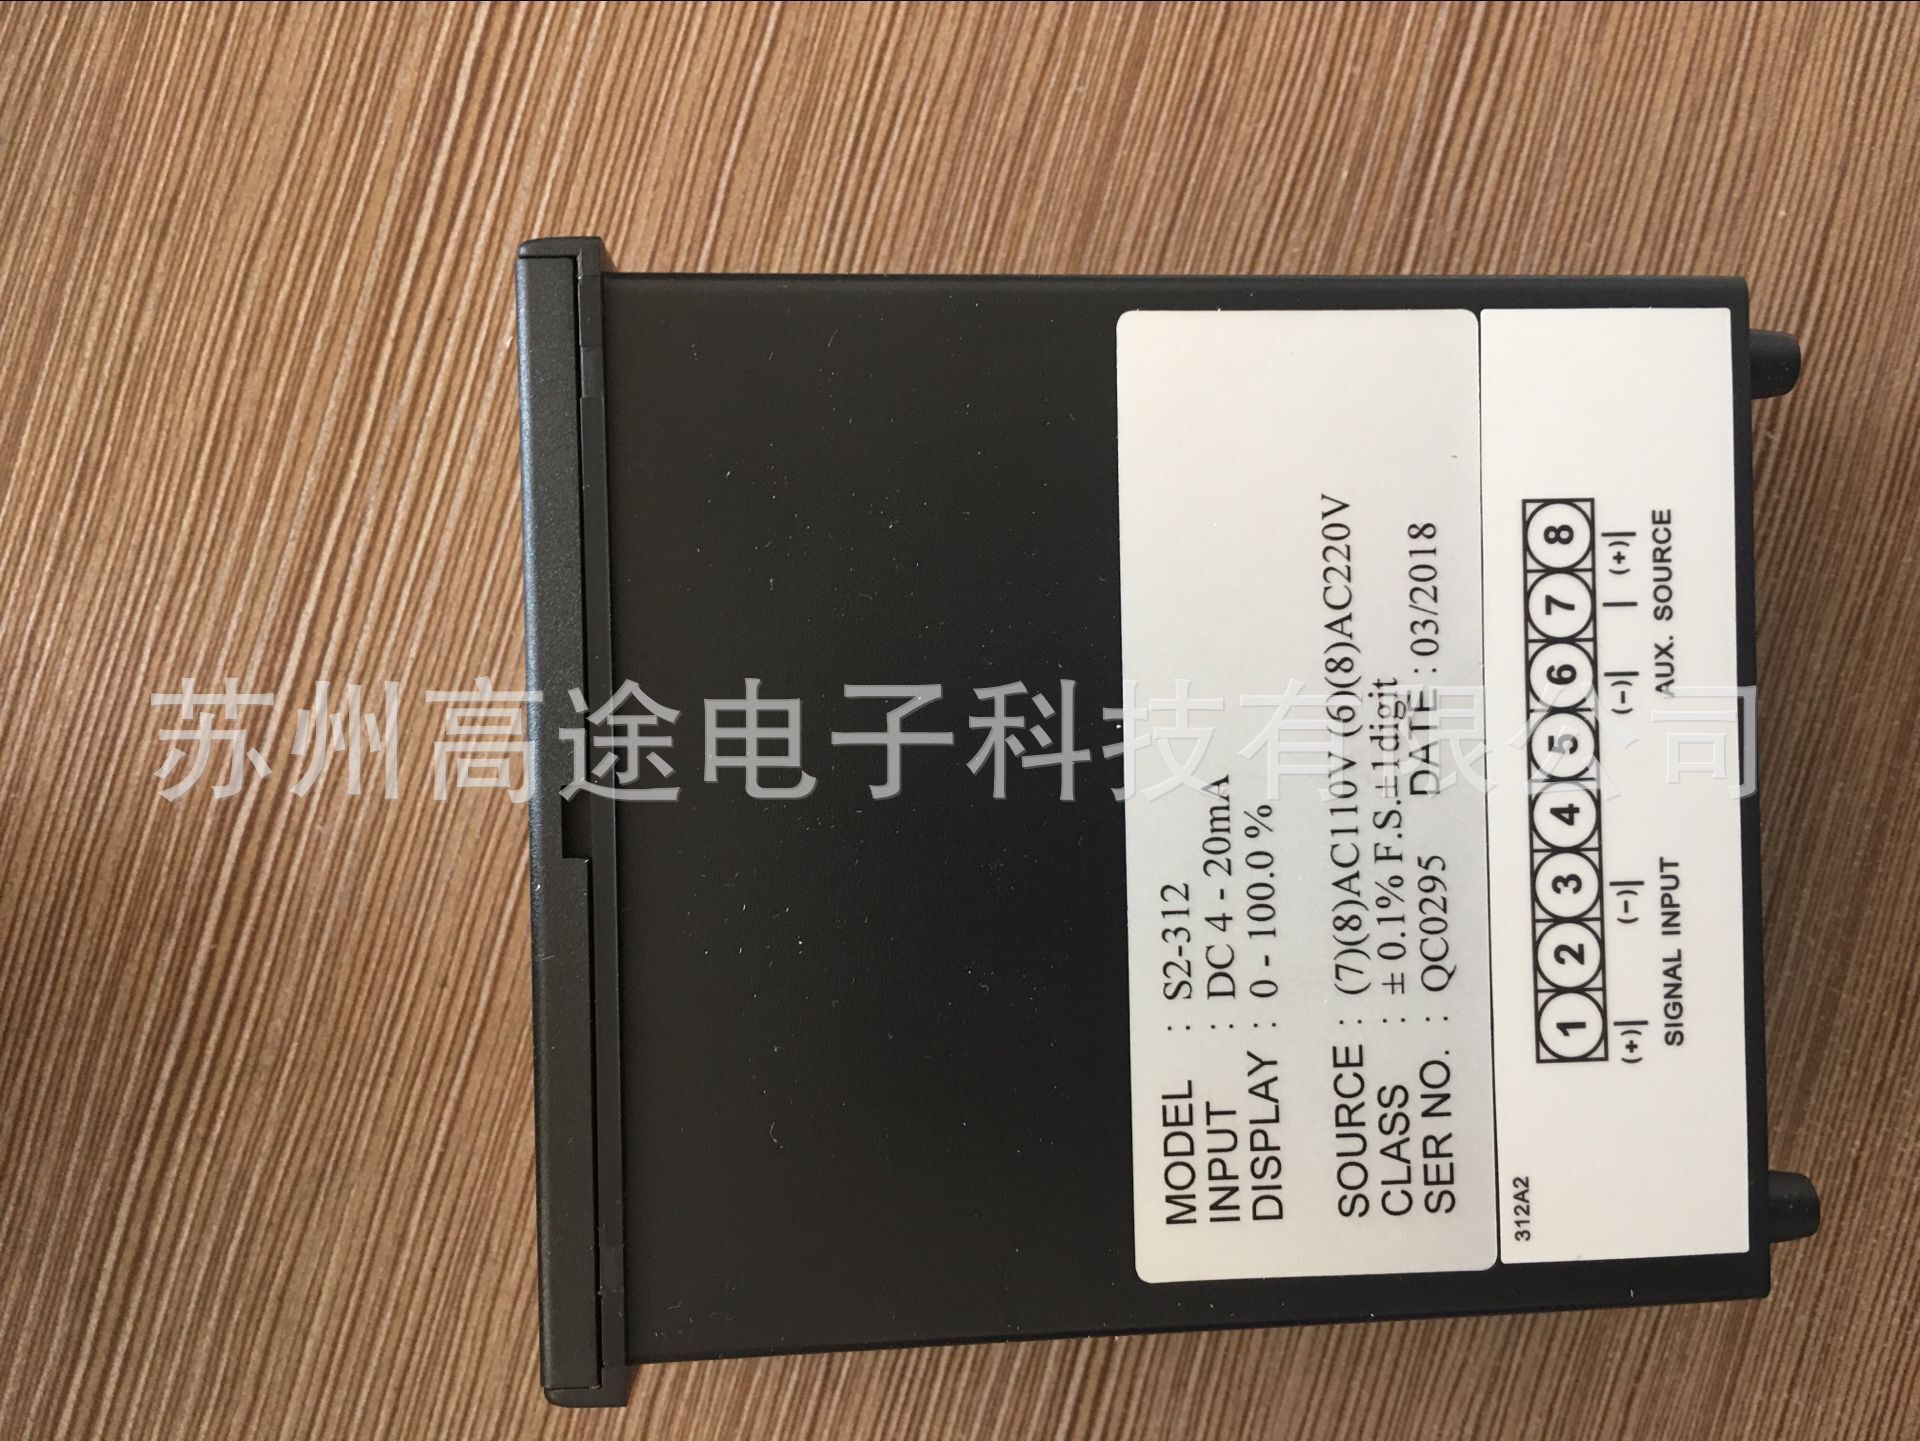 苏州高途电子科技有限公司
MODEL : S2-312
INPUT : DC 4 - 20mA
DISPLAY : 0 - 100.0 %
SOURCE : (7)(8)AC110V (6)(8)AC220V
CLASS : ± 0.1% F.S.±1digit
SER NO. : QC0295 DATE : 03/2018
312A2
1 2 3 4 5 6 7 8
(+) (-) (-) (+)
SIGNAL INPUT AUX. SOURCE